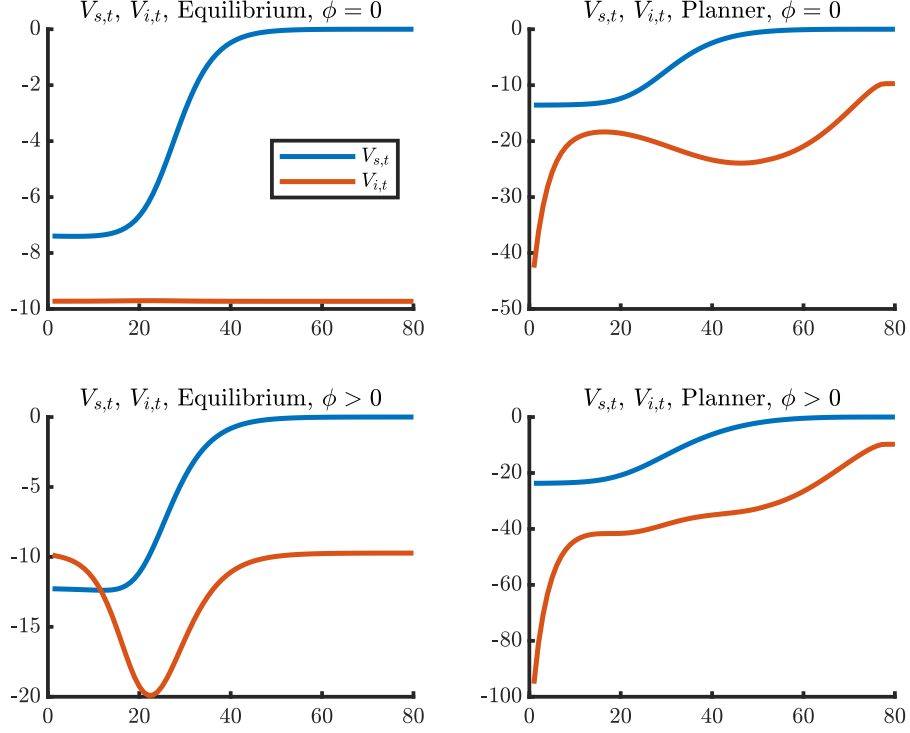 V_{s,t}, V_{i,t}, Equilibrium, ϕ = 0
0
-2
-4
-6
-8
-10
0 20 40 60 80
V_{s,t}
V_{i,t}
V_{s,t}, V_{i,t}, Planner, ϕ = 0
0
-10
-20
-30
-40
-50
0 20 40 60 80
V_{s,t}, V_{i,t}, Equilibrium, ϕ > 0
0
-5
-10
-15
-20
0 20 40 60 80
V_{s,t}, V_{i,t}, Planner, ϕ > 0
0
-20
-40
-60
-80
-100
0 20 40 60 80